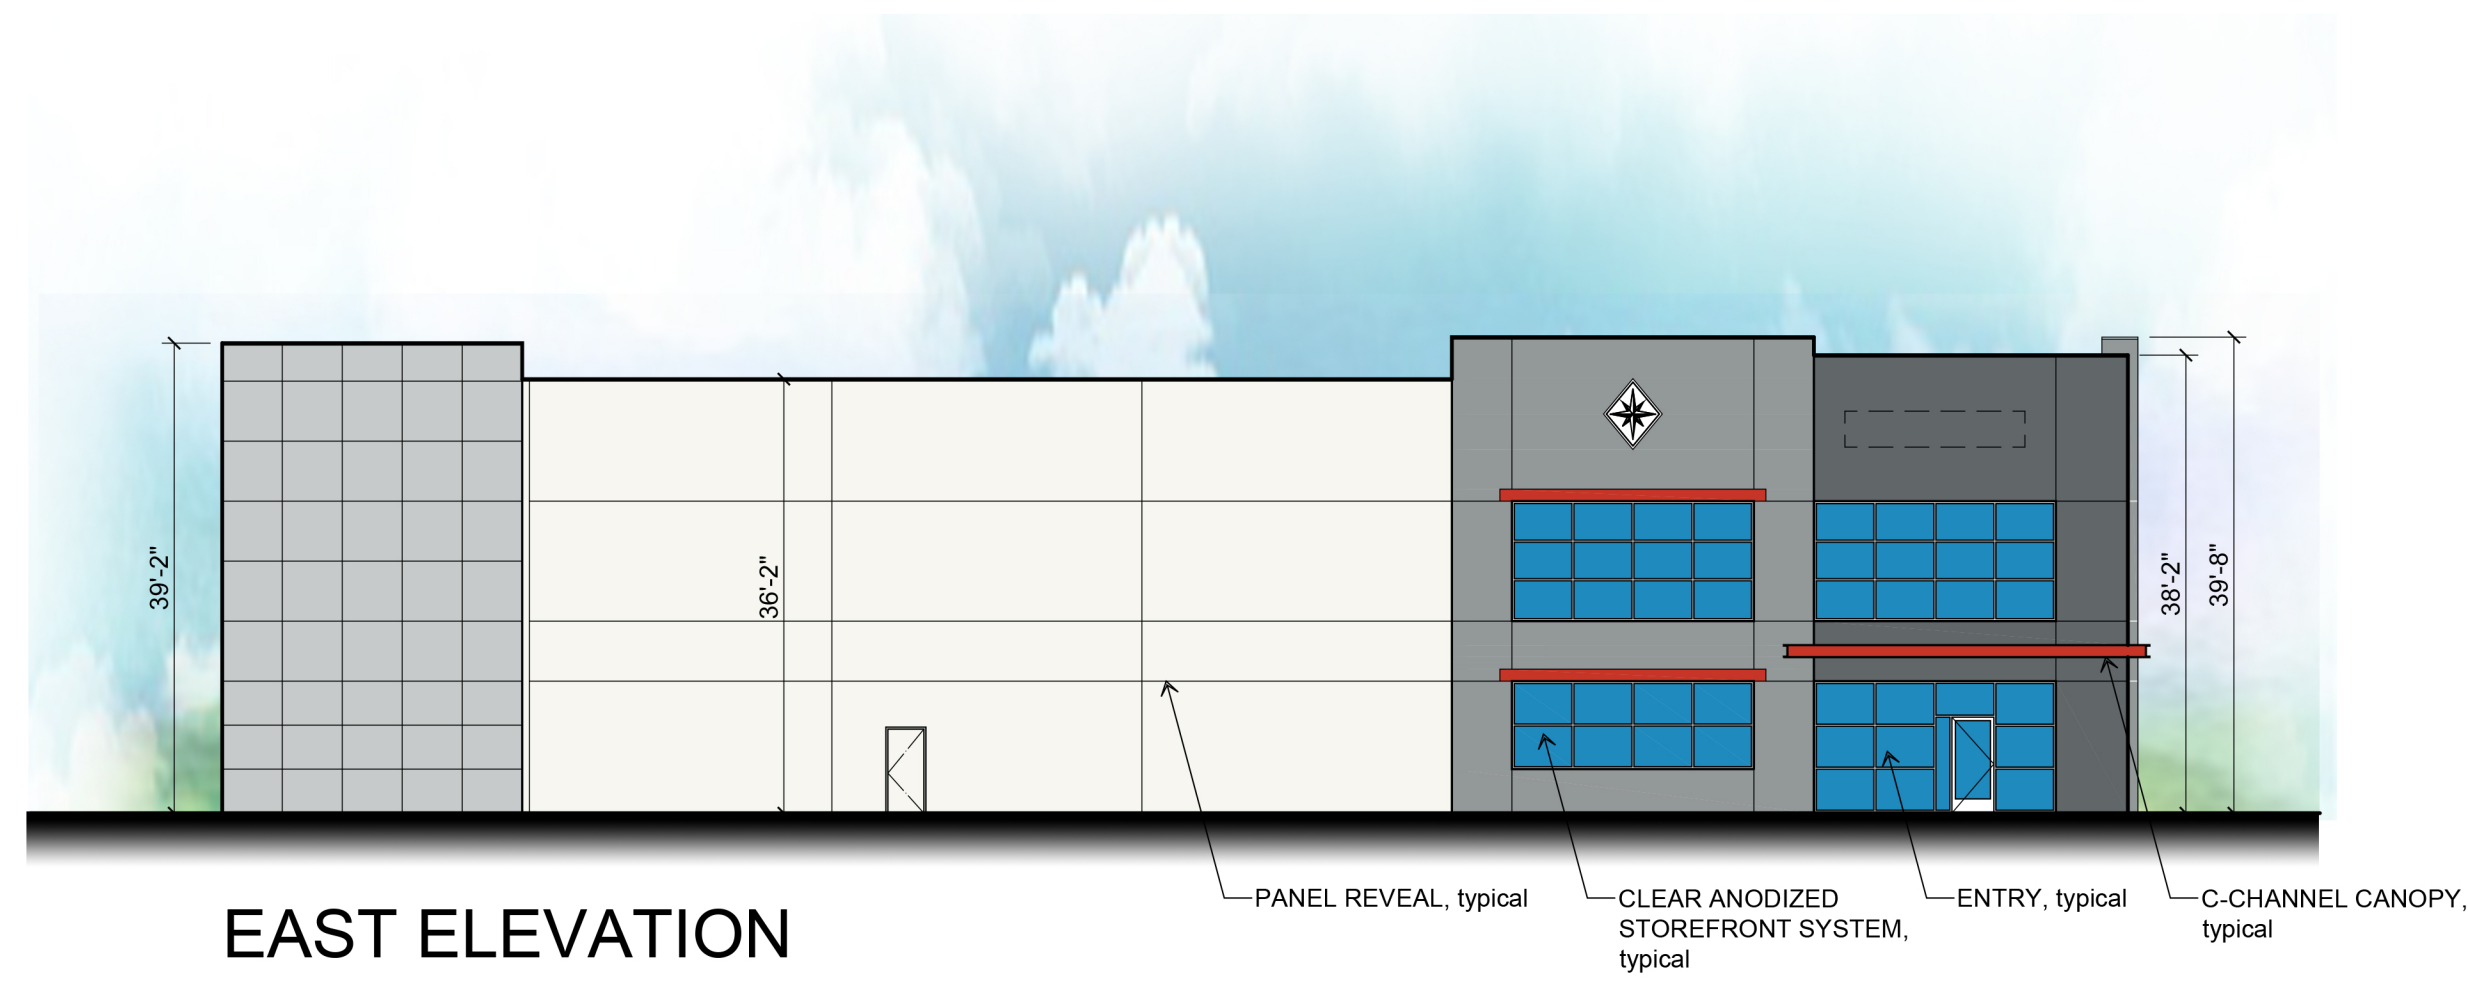 39'-2"
36'-2"
38'-2"
39'-8"
PANEL REVEAL, typical
CLEAR ANODIZED
STOREFRONT SYSTEM,
typical
ENTRY, typical
C-CHANNEL CANOPY,
typical
EAST ELEVATION